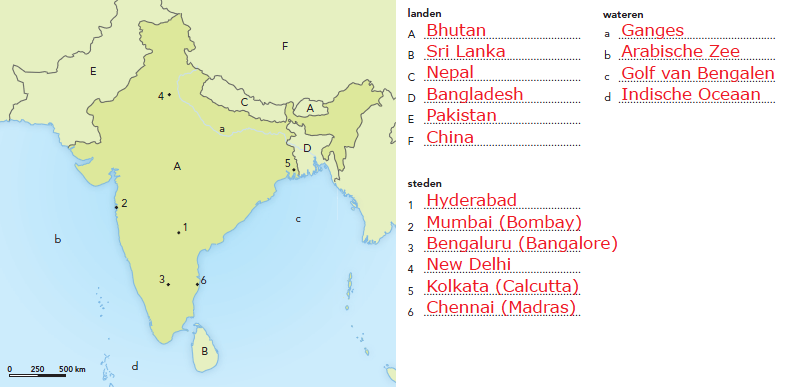 F
E
4
C
A
a
D
5
A
2
c
1
b
3
6
B
d
0 250 500 km
landen
A Bhutan
B Sri Lanka
C Nepal
D Bangladesh
E Pakistan
F China
wateren
a Ganges
b Arabische Zee
c Golf van Bengalen
d Indische Oceaan
steden
1 Hyderabad
2 Mumbai (Bombay)
3 Bengaluru (Bangalore)
4 New Delhi
5 Kolkata (Calcutta)
6 Chennai (Madras)